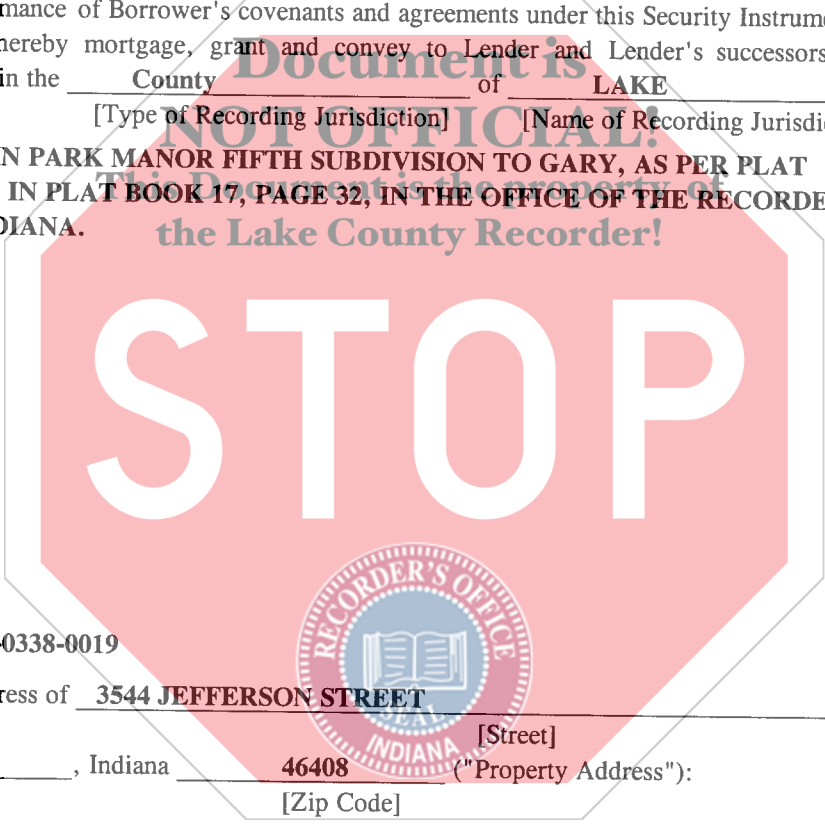 mance of Borrower's covenants and agreements under this Security Instrum
hereby mortgage, grant and convey to Lender and Lender's successors
Document is
in the County of LAKE
[Type of Recording Jurisdiction] [Name of Recording Jurisdi
NOT OFFICIAL!
N PARK MANOR FIFTH SUBDIVISION TO GARY, AS PER PLAT
This Document is the property of
IN PLAT BOOK 17, PAGE 32, IN THE OFFICE OF THE RECORDE
DIANA.
the Lake County Recorder!
STOP
RECORDER'S OFFICE
-0338-0019
ress of 3544 JEFFERSON STREET
SEAL
INDIANA
[Street]
, Indiana 46408 ("Property Address"):
[Zip Code]